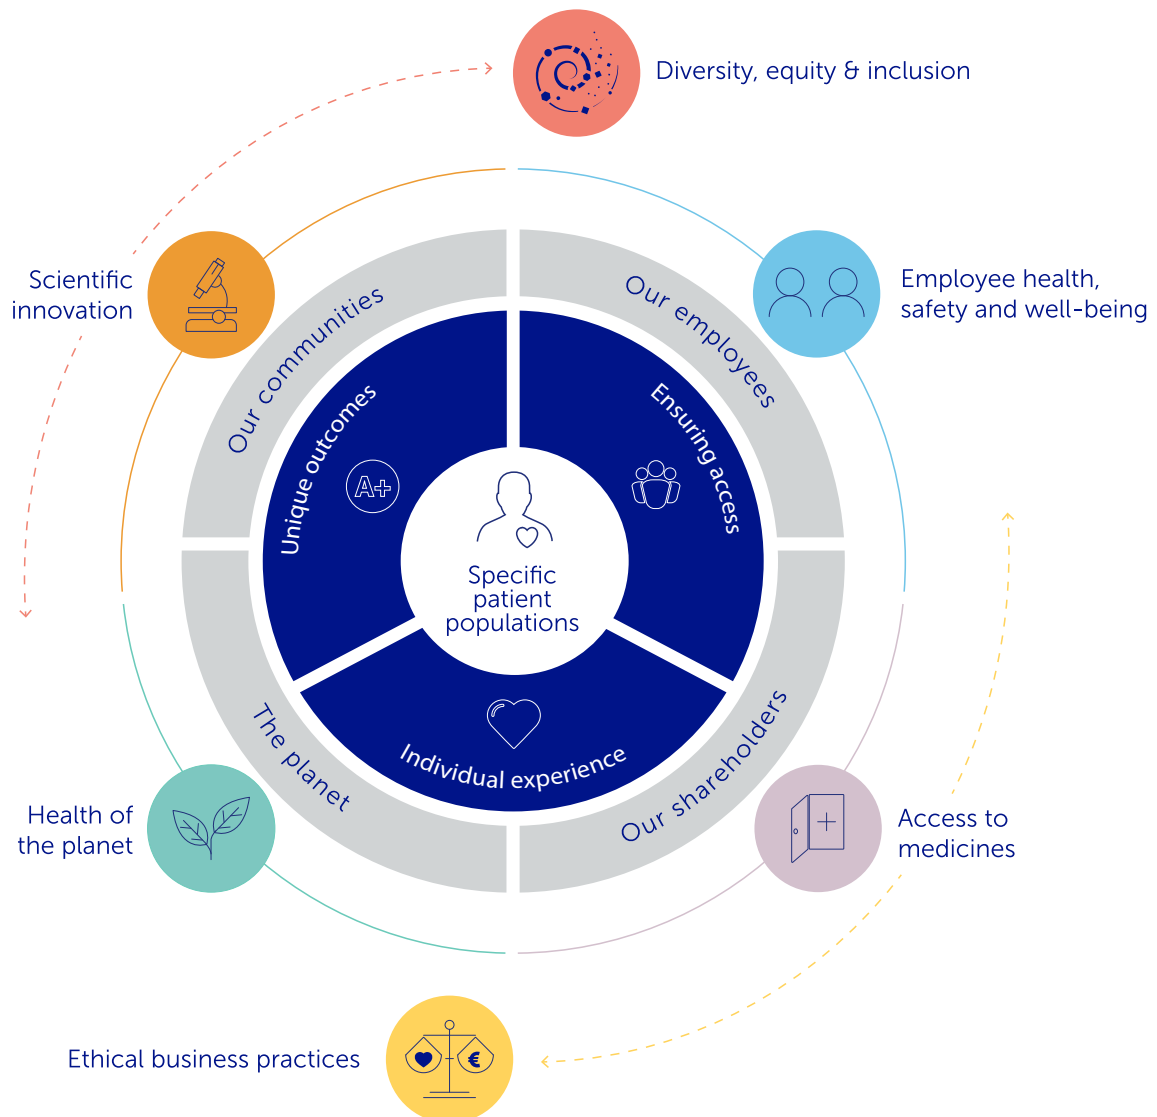 Diversity, equity & inclusion
Scientific
innovation
Employee health,
safety and well-being
Our communities
Our employees
Unique outcomes
Ensuring access
A+
Specific
patient
populations
Individual experience
The planet
Our shareholders
Health of
the planet
Access to
medicines
Ethical business practices
€